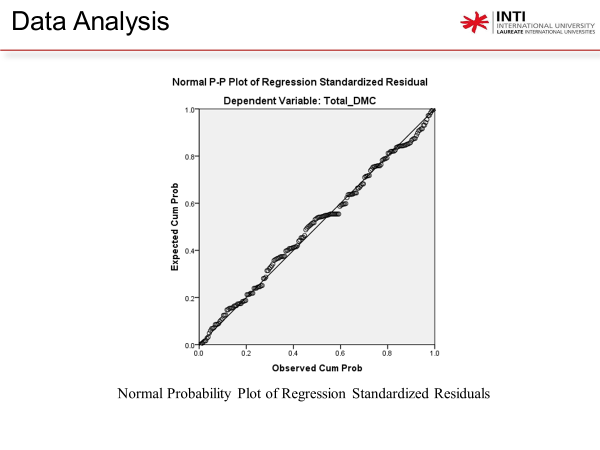 Data Analysis
INTI
INTERNATIONAL UNIVERSITY
LAUREATE INTERNATIONAL UNIVERSITIES
Normal P-P Plot of Regression Standardized Residual
Dependent Variable: Total_DMC
Expected Cum Prob
1.0
0.8
0.6
0.4
0.2
0.0
0.0 0.2 0.4 0.6 0.8 1.0
Observed Cum Prob
Normal Probability Plot of Regression Standardized Residuals